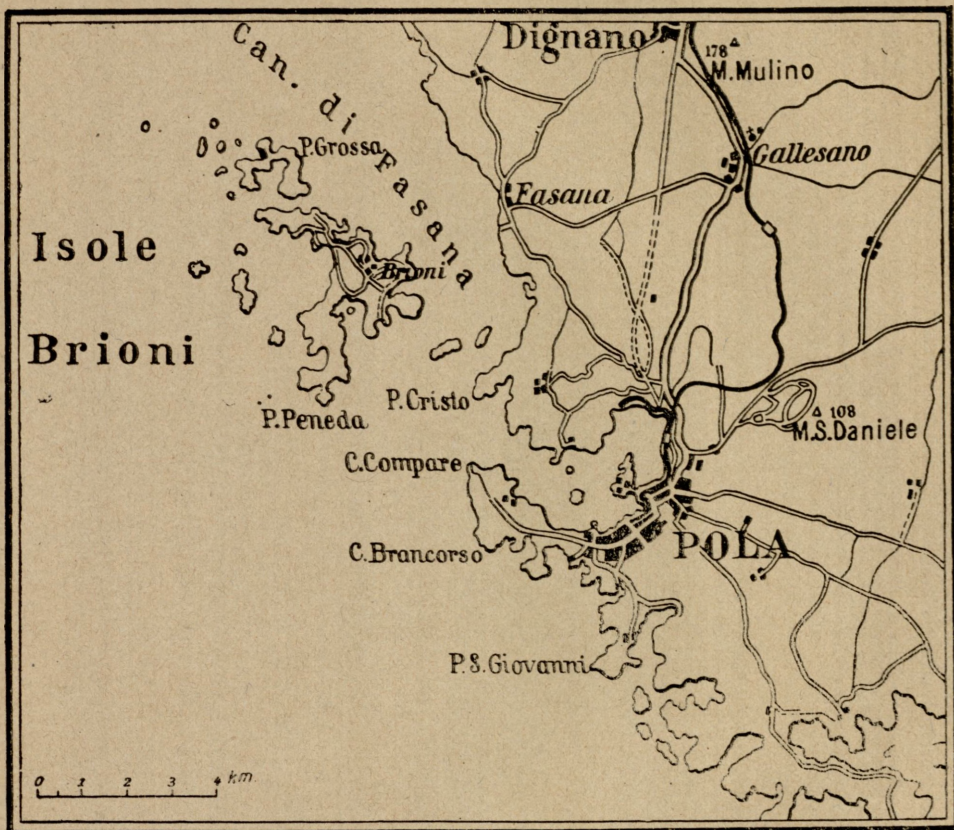 Can. di Fasana
Dignano
178
M. Mulino
P. Grossa
Gallesano
Fasana
Isole
Brioni
Brioni
P. Cristo
P. Peneda
108
M.S. Daniele
C. Compare
C. Brancorso
POLA
P. S. Giovanni
0 1 2 3 4 km.